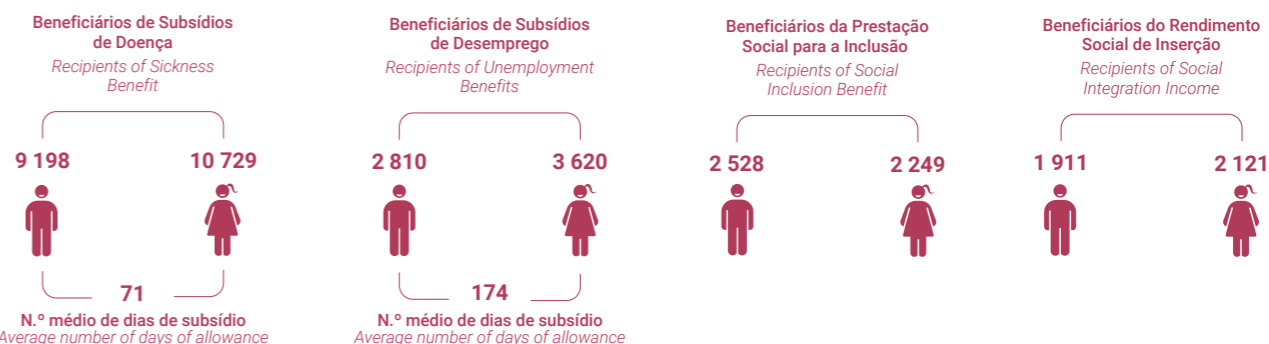 Beneficiários de Subsídios
de Doença
Recipients of Sickness
Benefit
9 198
10 729
71
N.º médio de dias de subsídio
Average number of days of allowance
Beneficiários de Subsídios
de Desemprego
Recipients of Unemployment
Benefits
2 810
3 620
174
N.º médio de dias de subsídio
Average number of days of allowance
Beneficiários da Prestação
Social para a Inclusão
Recipients of Social
Inclusion Benefit
2 528
2 249
Beneficiários do Rendimento
Social de Inserção
Recipients of Social
Integration Income
1 911
2 121